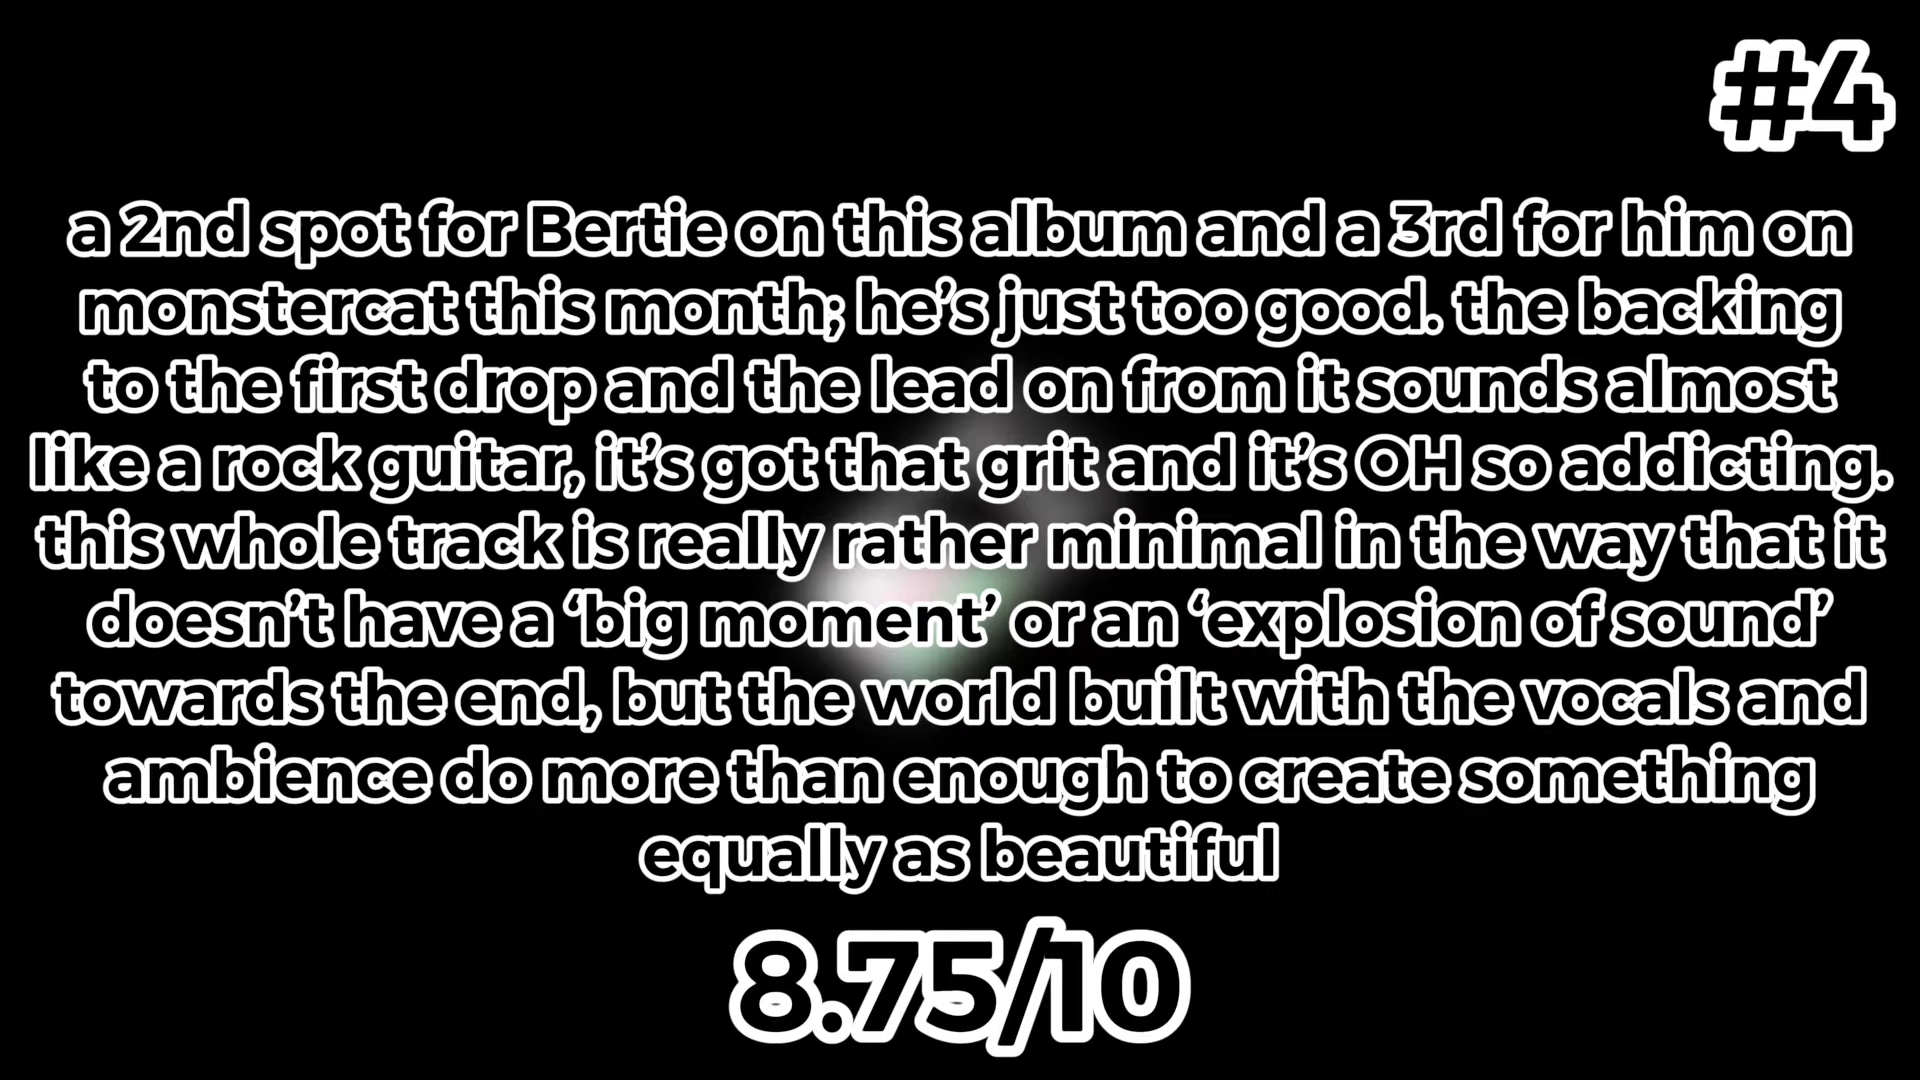 #4
a 2nd spot for Bertie on this album and a 3rd for him on
monstercat this month; he’s just too good. the backing
to the first drop and the lead on from it sounds almost
like a rock guitar, it’s got that grit and it’s OH so addicting.
this whole track is really rather minimal in the way that it
doesn’t have a ‘big moment’ or an ‘explosion of sound’
towards the end, but the world built with the vocals and
ambience do more than enough to create something
equally as beautiful
8.75/10